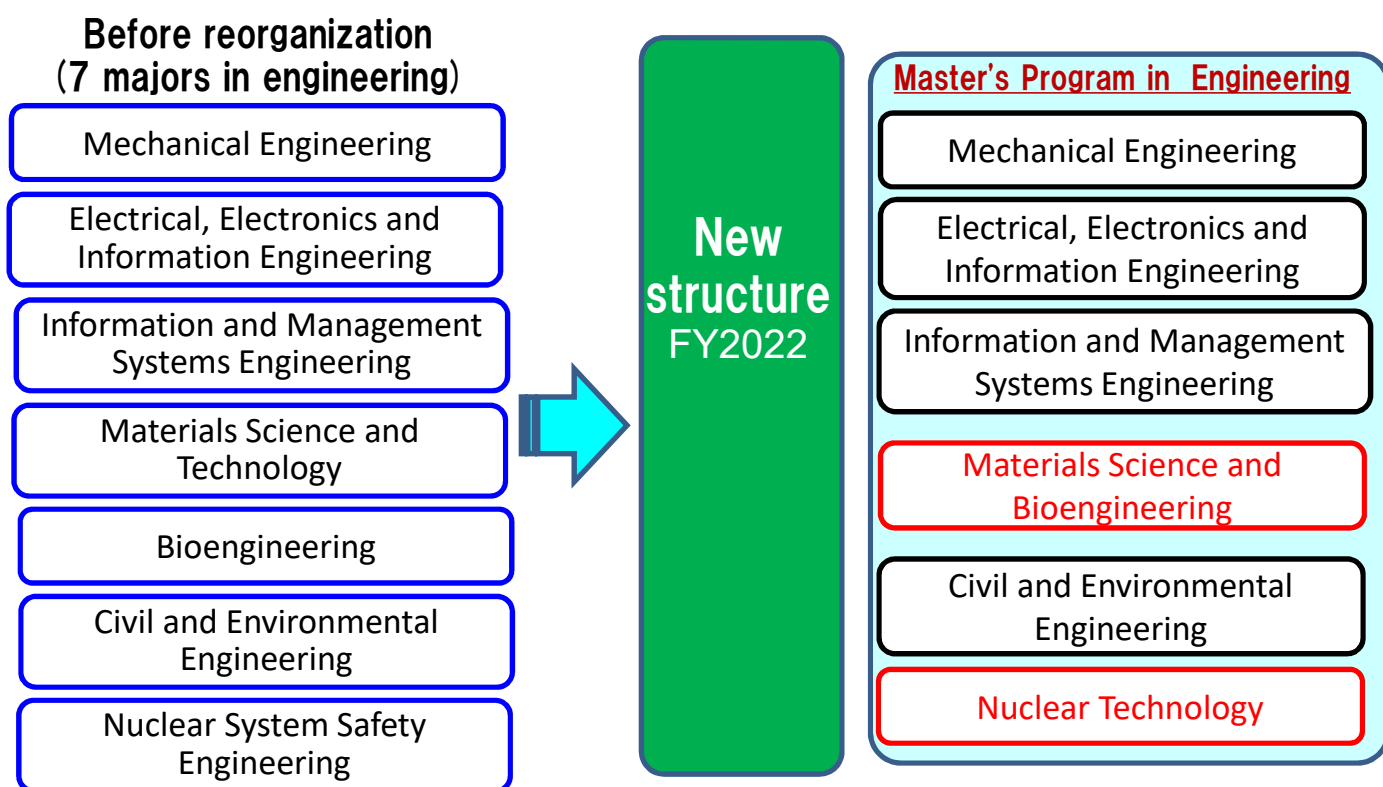 Before reorganization
(7 majors in engineering)
Mechanical Engineering
Electrical, Electronics and
Information Engineering
Information and Management
Systems Engineering
Materials Science and
Technology
Bioengineering
Civil and Environmental
Engineering
Nuclear System Safety
Engineering
New
structure
FY2022
Master's Program in Engineering
Mechanical Engineering
Electrical, Electronics and
Information Engineering
Information and Management
Systems Engineering
Materials Science and
Bioengineering
Civil and Environmental
Engineering
Nuclear Technology